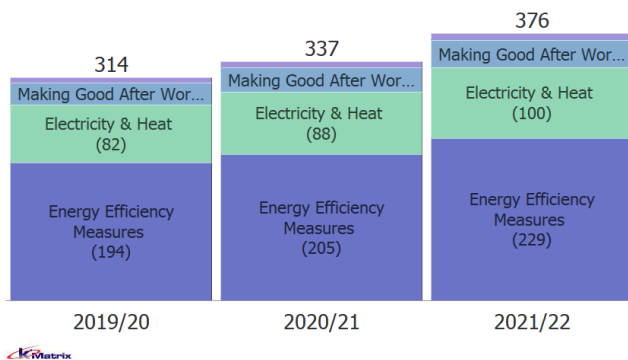 314
337
376
Making Good After Wor...
Electricity & Heat
(82)
Energy Efficiency
Measures
(194)
Making Good After Wor...
Electricity & Heat
(88)
Energy Efficiency
Measures
(205)
Making Good After Wor...
Electricity & Heat
(100)
Energy Efficiency
Measures
(229)
2019/20
2020/21
2021/22
kMatrix